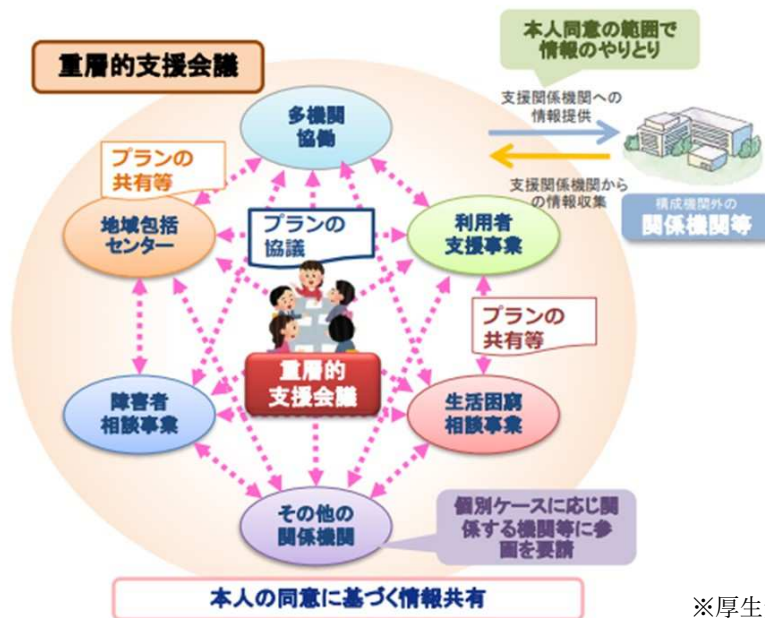 重層的支援会議
本人同意の範囲で
情報のやりとり
支援関係機関への
情報提供
支援関係機関から
の情報収集
構成機関外の
関係機関等
多機関
協働
プランの
共有等
地域包括
センター
プランの
協議
利用者
支援事業
プランの
共有等
重層的
支援会議
障害者
相談事業
生活困窮
相談事業
その他の
関係機関
個別ケースに応じ関
係する機関等に参
画を要請
本人の同意に基づく情報共有
※厚生